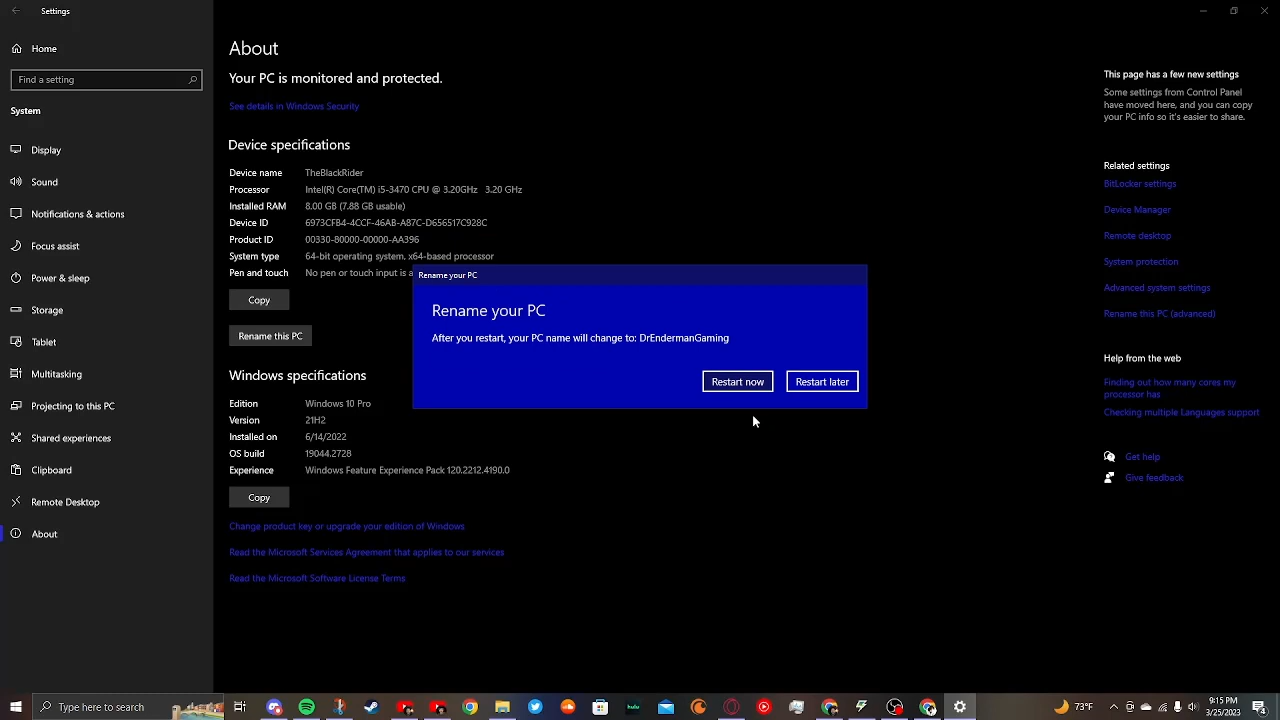 Settings
Home
Find a setting
System
Display
Sound
Notifications & actions
Focus assist
Power & sleep
Storage
Tablet
Multitasking
Projecting to this PC
Shared experiences
Clipboard
Remote Desktop
About
About
Your PC is monitored and protected.
See details in Windows Security
Device specifications
Device name TheBlackRider
Processor Intel(R) Core(TM) i5-3470 CPU @ 3.20GHz 3.20 GHz
Installed RAM 8.00 GB (7.88 GB usable)
Device ID 6973CFB4-4CCF-46AB-A87C-D656517C928C
Product ID 00330-80000-00000-AA396
System type 64-bit operating system, x64-based processor
Pen and touch No pen or touch input is a
Copy
Rename this PC
Rename your PC
Rename your PC
After you restart, your PC name will change to: DrEndermanGaming
Restart now
Restart later
Windows specifications
Edition Windows 10 Pro
Version 21H2
Installed on 6/14/2022
OS build 19044.2728
Experience Windows Feature Experience Pack 120.2212.4190.0
Copy
Change product key or upgrade your edition of Windows
Read the Microsoft Services Agreement that applies to our services
Read the Microsoft Software License Terms
This page has a few new settings
Some settings from Control Panel
have moved here, and you can copy
your PC info so it's easier to share.
Related settings
BitLocker settings
Device Manager
Remote desktop
System protection
Advanced system settings
Rename this PC (advanced)
Help from the web
Finding out how many cores my
processor has
Checking multiple Languages support
Get help
Give feedback
Type here to search
hulu
78°F
9:15 PM
3/25/2023